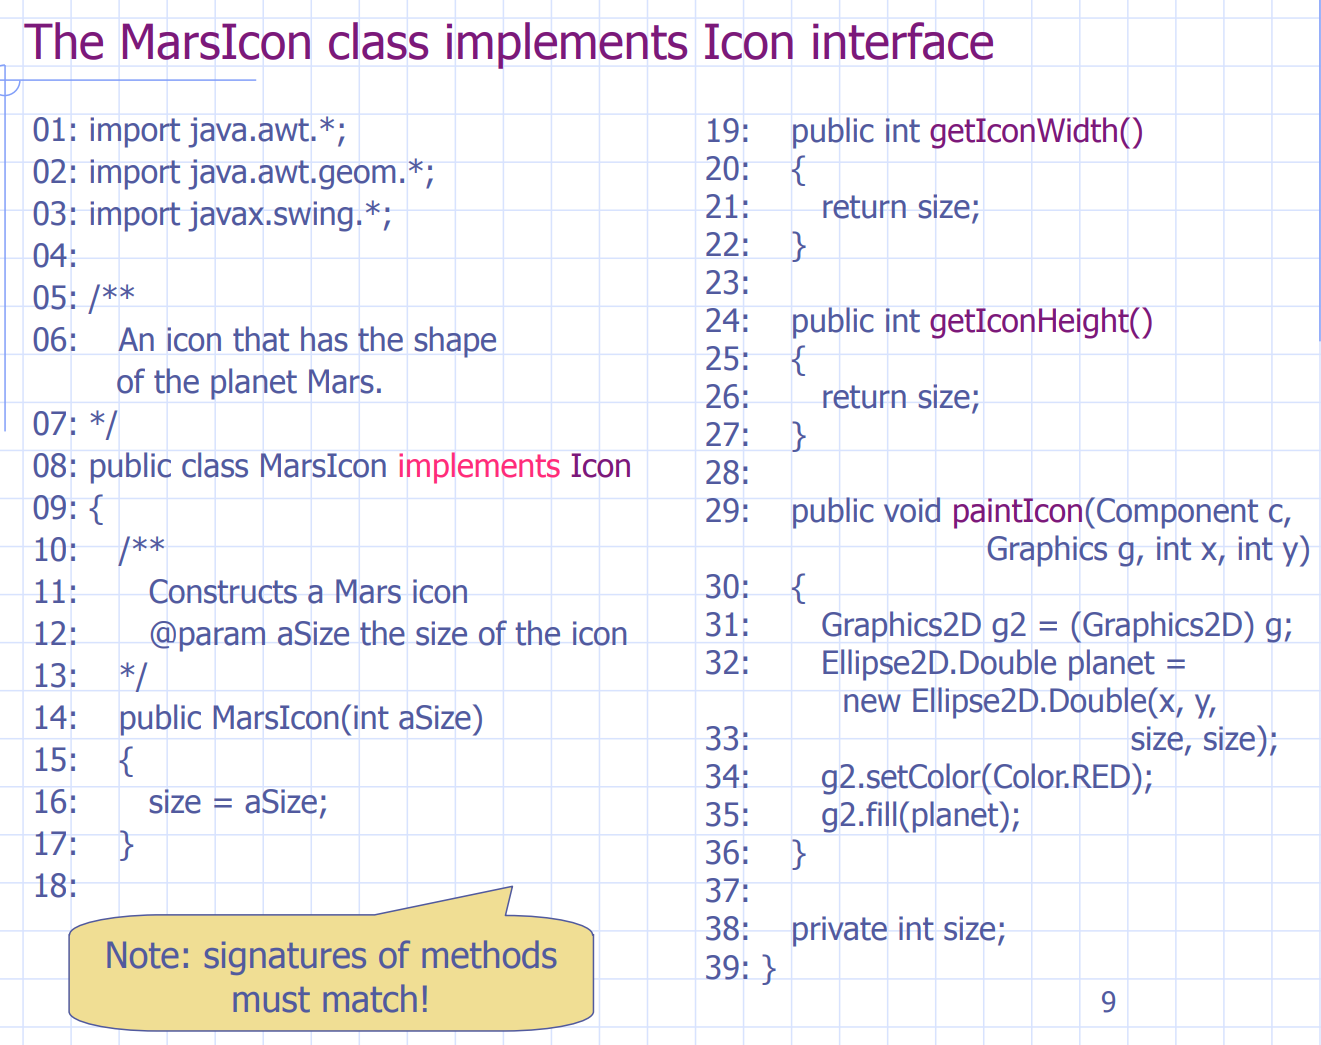 The MarsIcon class implements Icon interface
01: import java.awt.*;
02: import java.awt.geom.*;
03: import javax.swing.*;
04:
05: /**
06: An icon that has the shape
of the planet Mars.
07: */
08: public class MarsIcon implements Icon
09: {
10: /**
11: Constructs a Mars icon
12: @param aSize the size of the icon
13: */
14: public MarsIcon(int aSize)
15: {
16: size = aSize;
17: }
18:
Note: signatures of methods
must match!
19: public int getIconWidth()
20: {
21: return size;
22: }
23:
24: public int getIconHeight()
25: {
26: return size;
27: }
28:
29: public void paintIcon(Component c,
Graphics g, int x, int y)
30: {
31: Graphics2D g2 = (Graphics2D) g;
32: Ellipse2D.Double planet =
new Ellipse2D.Double(x, y,
33: size, size);
34: g2.setColor(Color.RED);
35: g2.fill(planet);
36: }
37:
38: private int size;
39: }
9